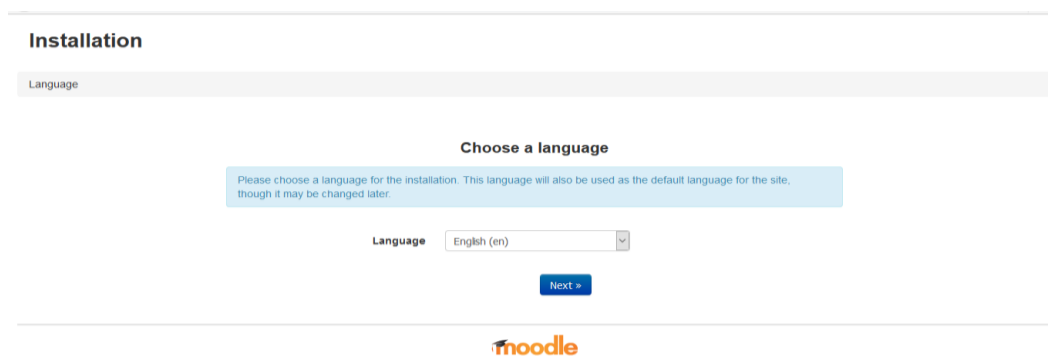 Installation
Language
Choose a language
Please choose a language for the installation. This language will also be used as the default language for the site,
though it may be changed later.
Language English (en)
Next »
moodle